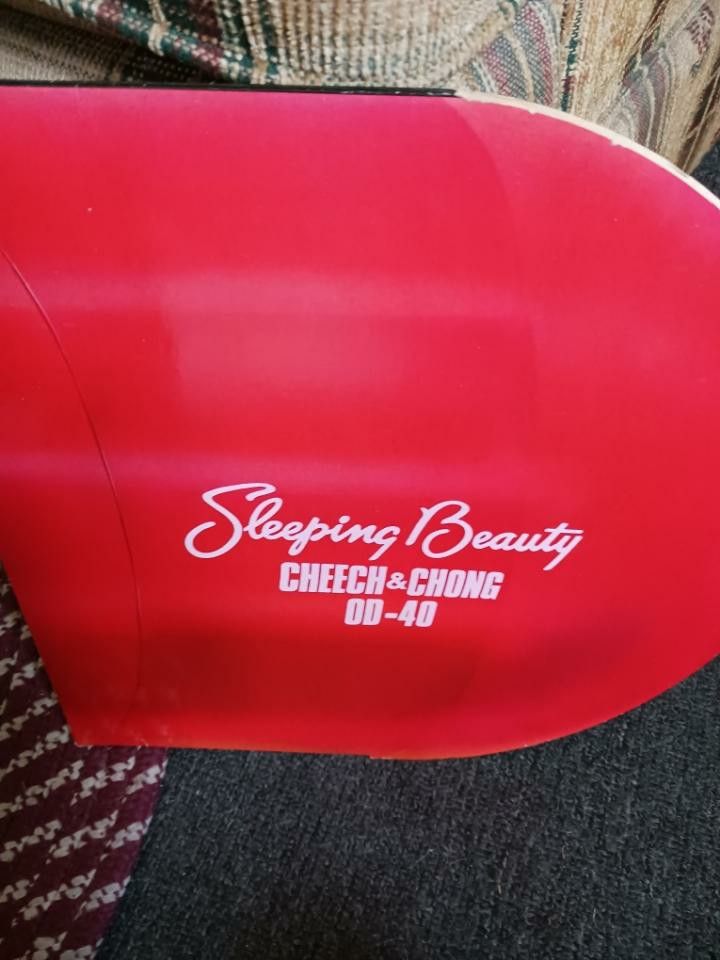 Sleeping Beauty
CHEECH & CHONG
OD-40